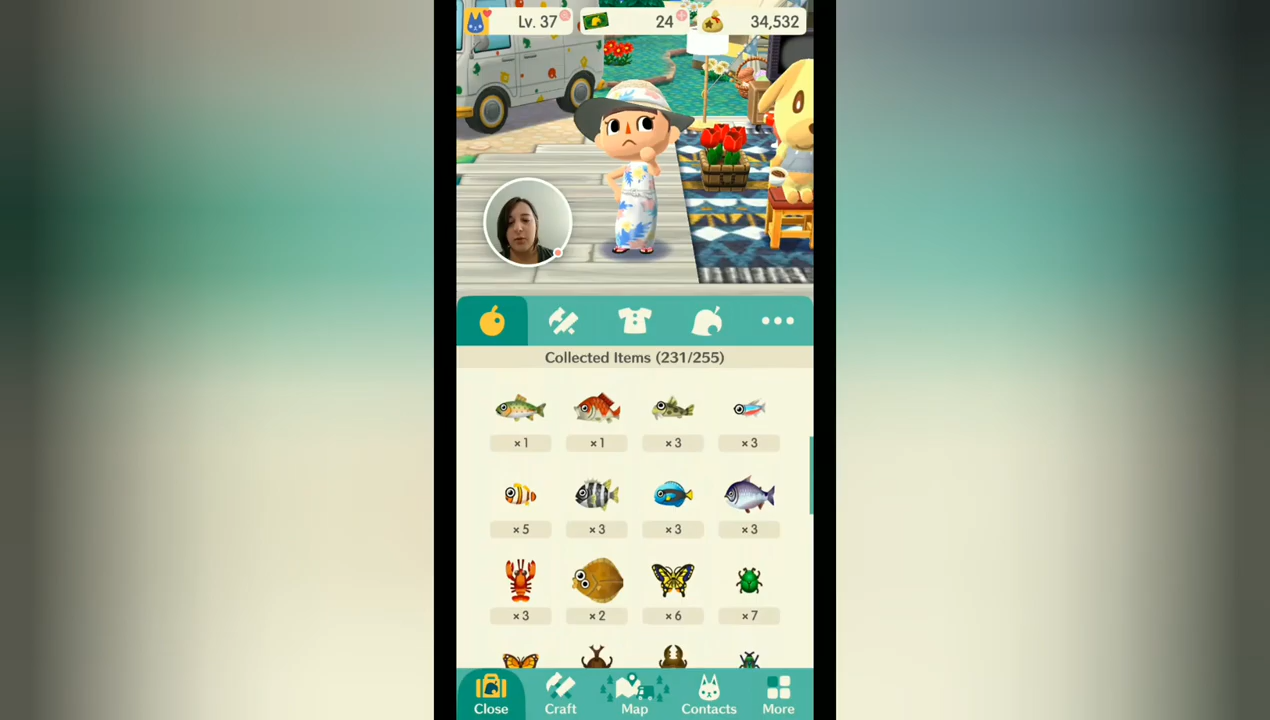 Lv. 37 24 34,532
Collected Items (231/255)
×1 ×1 ×3 ×3
×5 ×3 ×3 ×3
×3 ×2 ×6 ×7
Close Craft Map Contacts More